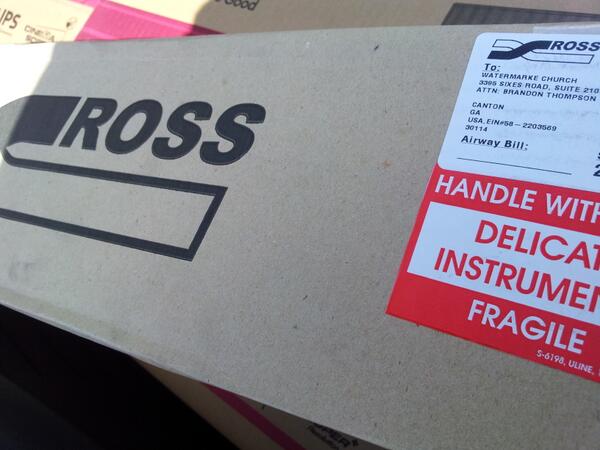 Good
ROSS
ROSS
To:
WATERMARKE CHURCH
3395 SIXES ROAD, SUITE 210
ATTN: BRANDON THOMPSON
CANTON
GA
USA, EIN#58-2203569
30114
Airway Bill:
HANDLE WITH
DELICAT
INSTRUMEN
FRAGILE
S-6198, ULINE,